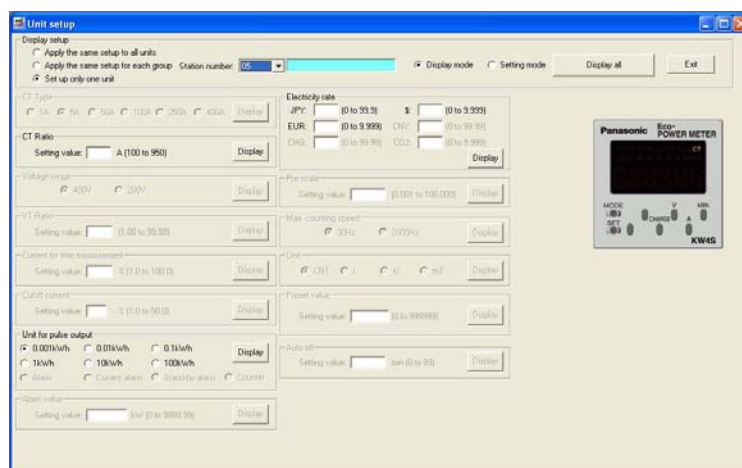 Unit setup
Display setup
Apply the same setup to all units
Apply the same setup for each group Station number: 05 Display mode Setting mode Display all Exit
Set up only one unit
CT Type
1A 5A 50A 100A 250A 400A Display
CT Ratio
Setting value: A (100 to 950) Display
Voltage range
400V 200V Display
VT Ratio
Setting value: (1.00 to 99.99) Display
Current for time measurement
Setting value: % (1.0 to 100.0) Display
Cutoff current
Setting value: % (1.0 to 50.0) Display
Unit for pulse output
0.001kWh 0.01kWh 0.1kWh Display
1kWh 10kWh 100kWh
Alarm Current alarm Stand-by alarm Counter
Alarm value
Setting value: kW (0 to 9999.99) Display
Electricity rate
JPY: (0 to 99.9) $: (0 to 9.999)
EUR: (0 to 9.999) CNY: (0 to 99.99)
CHG: (0 to 99.99) CO2: (0 to 9.999)
Display
Pre scale
Setting value: (0.001 to 100.000) Display
Max. counting speed
30Hz 2000Hz Display
Unit
CNT L kl m3 Display
Preset value
Setting value: (0 to 999999) Display
Auto-off
Setting value: min (0 to 99) Display
Panasonic Eco-POWER METER
CT
MODE V kWh
SET CHARGE A
KW4S